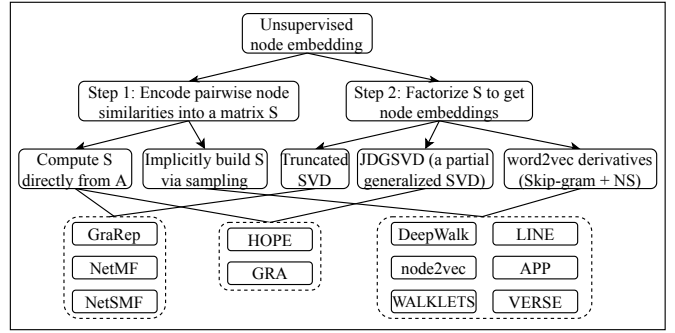 Unsupervised
node embedding
Step 1: Encode pairwise node
similarities into a matrix S
Step 2: Factorize S to get
node embeddings
Compute S
directly from A
Implicitly build S
via sampling
Truncated
SVD
JDGSVD (a partial
generalized SVD)
word2vec derivatives
(Skip-gram + NS)
GraRep
NetMF
NetSMF
HOPE
GRA
DeepWalk
LINE
node2vec
APP
WALKLETS
VERSE